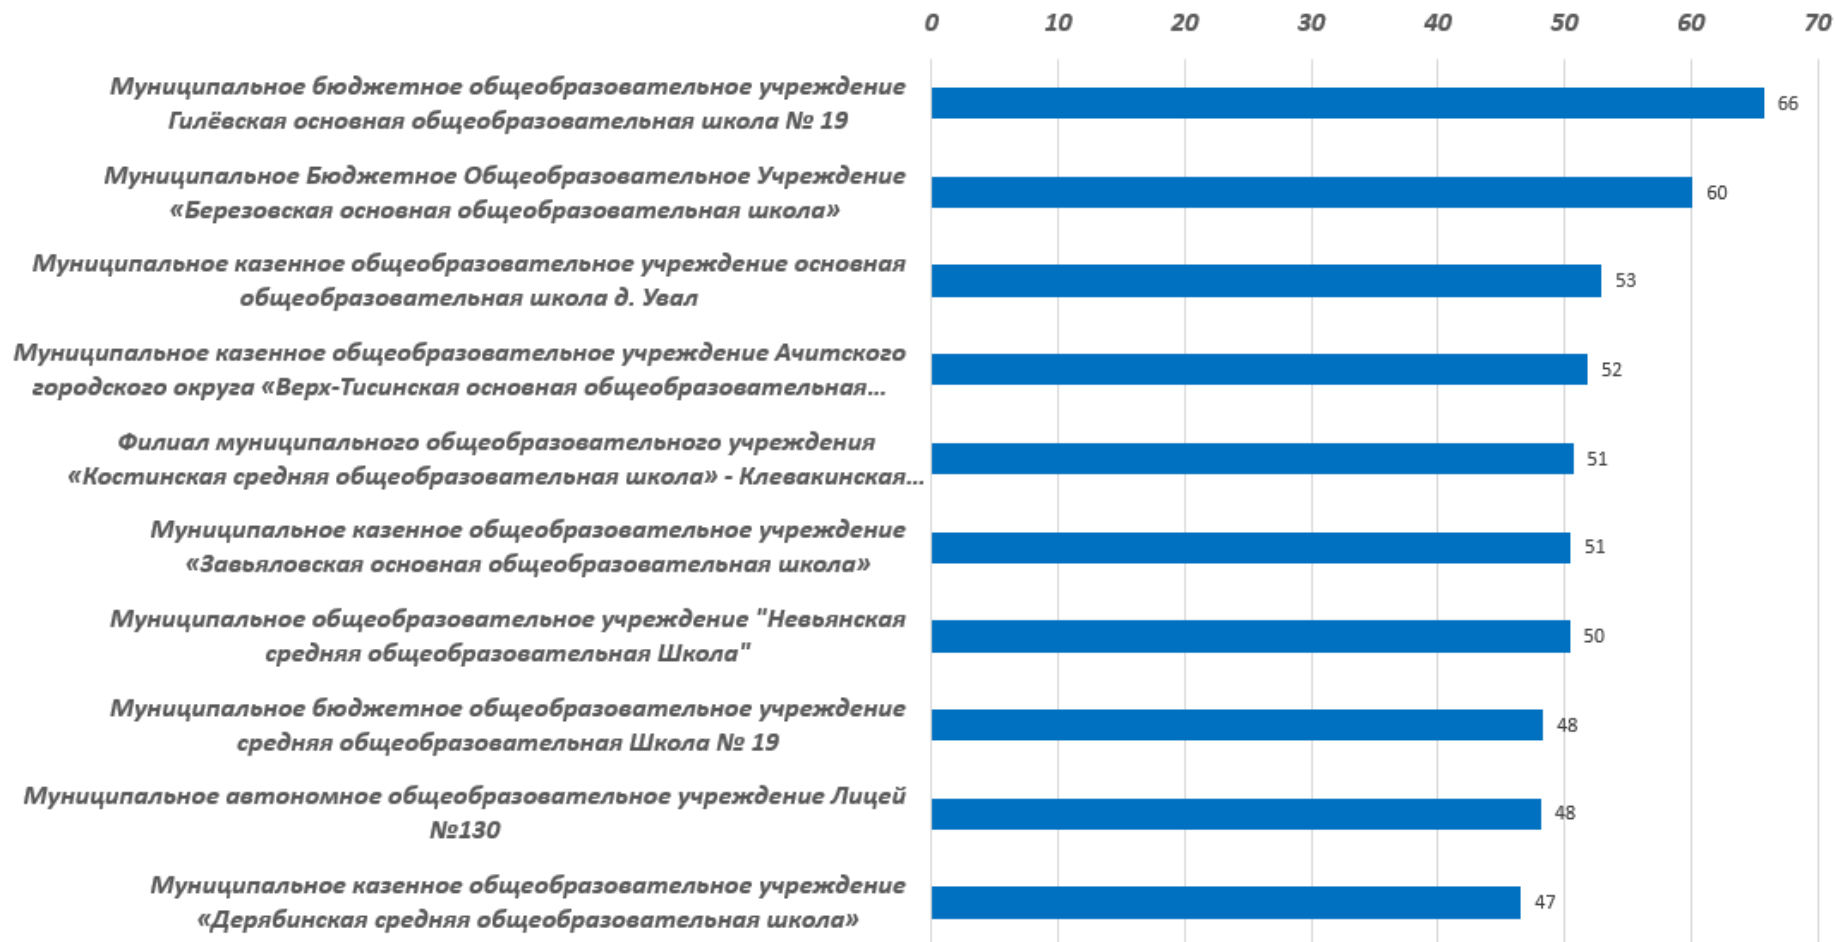 0 10 20 30 40 50 60 70
Муниципальное бюджетное общеобразовательное учреждение
Гилёвская основная общеобразовательная школа № 19
66
Муниципальное Бюджетное Общеобразовательное Учреждение
«Березовская основная общеобразовательная школа»
60
Муниципальное казенное общеобразовательное учреждение основная
общеобразовательная школа д. Увал
53
Муниципальное казенное общеобразовательное учреждение Ачитского
городского округа «Верх-Тисинская основная общеобразовательная...
52
Филиал муниципального общеобразовательного учреждения
«Костинская средняя общеобразовательная школа» - Клевакинская...
51
Муниципальное казенное общеобразовательное учреждение
«Завьяловская основная общеобразовательная школа»
51
Муниципальное общеобразовательное учреждение "Невьянская
средняя общеобразовательная Школа"
50
Муниципальное бюджетное общеобразовательное учреждение
средняя общеобразовательная Школа № 19
48
Муниципальное автономное общеобразовательное учреждение Лицей
№130
48
Муниципальное казенное общеобразовательное учреждение
«Дерябинская средняя общеобразовательная школа»
47